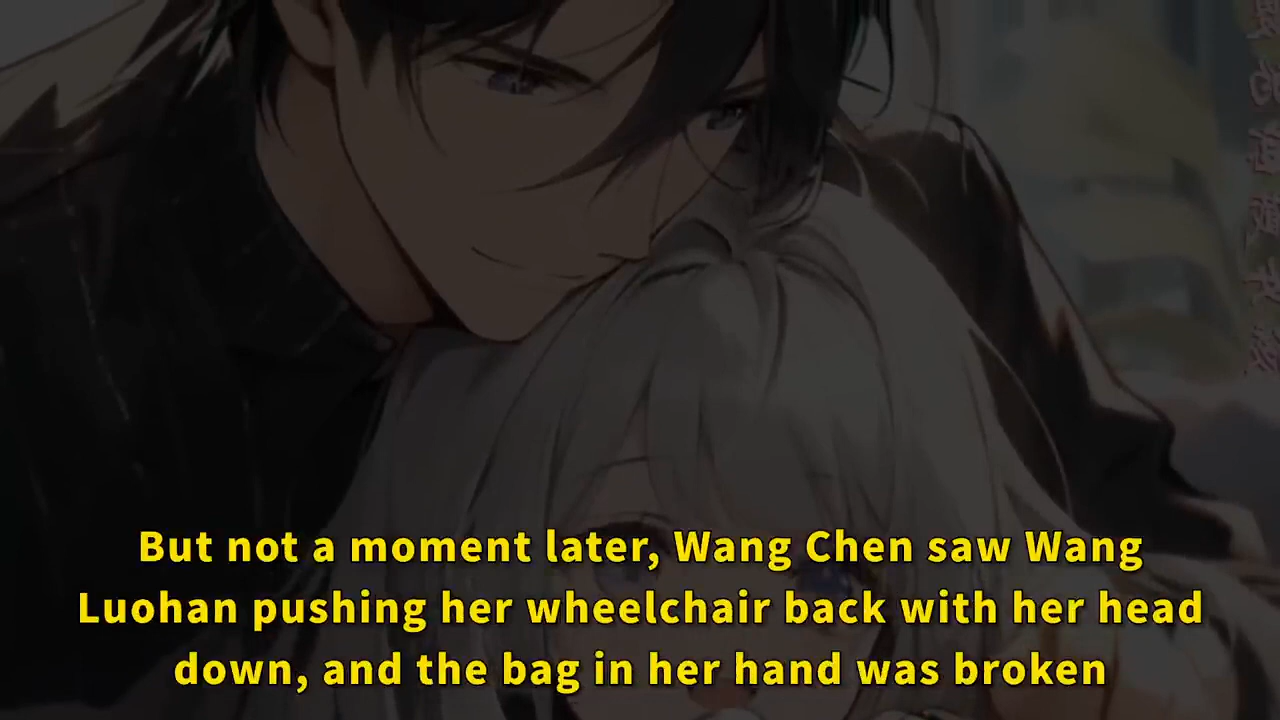 But not a moment later, Wang Chen saw Wang
Luohan pushing her wheelchair back with her head
down, and the bag in her hand was broken